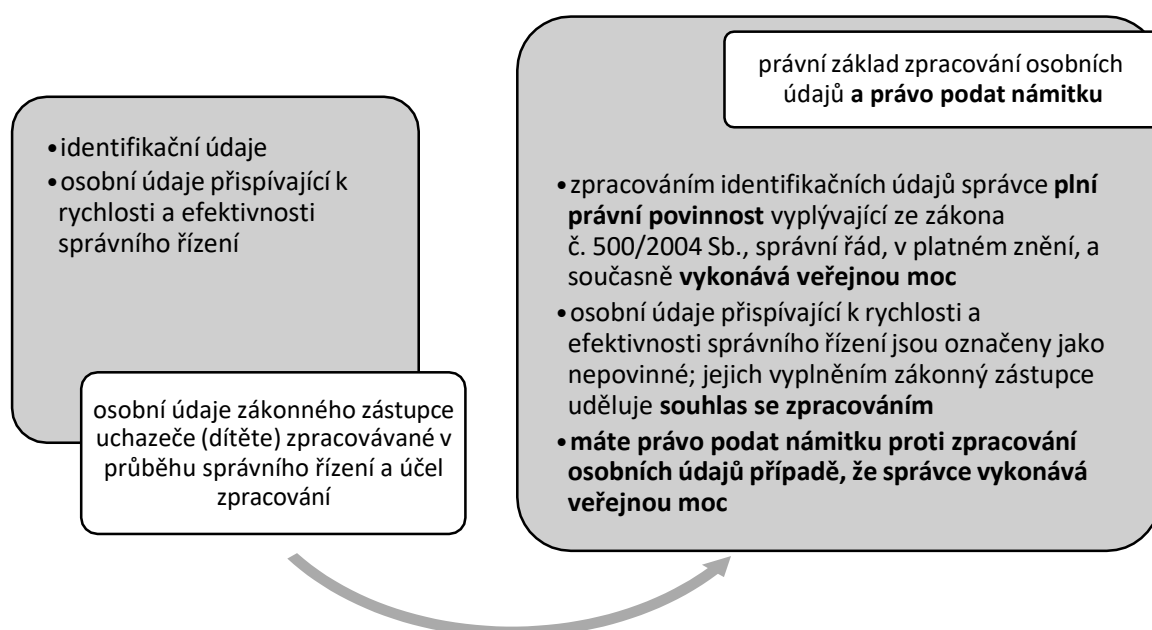 •identifikační údaje
•osobní údaje přispívající k
rychlosti a efektivnosti
správního řízení
osobní údaje zákonného zástupce
uchazeče (dítěte) zpracovávané v
průběhu správního řízení a účel
zpracování
právní základ zpracování osobních
údajů a právo podat námitku
•zpracováním identifikačních údajů správce plní
právní povinnost vyplývající ze zákona
č. 500/2004 Sb., správní řád, v platném znění, a
současně vykonává veřejnou moc
•osobní údaje přispívající k rychlosti a
efektivnosti správního řízení jsou označeny jako
nepovinné; jejich vyplněním zákonný zástupce
uděluje souhlas se zpracováním
•máte právo podat námitku proti zpracování
osobních údajů případě, že správce vykonává
veřejnou moc